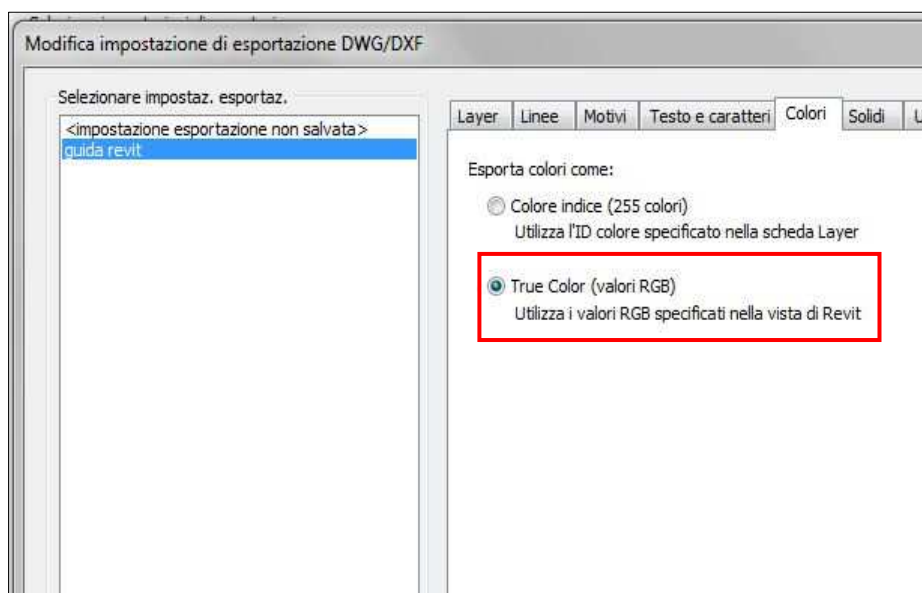 Modifica impostazione di esportazione DWG/DXF
Selezionare impostaz. esportaz.
<impostazione esportazione non salvata>
guida revit
Layer Linee Motivi Testo e caratteri Colori Solidi
Esporta colori come:
Colore indice (255 colori)
Utilizza l'ID colore specificato nella scheda Layer
True Color (valori RGB)
Utilizza i valori RGB specificati nella vista di Revit